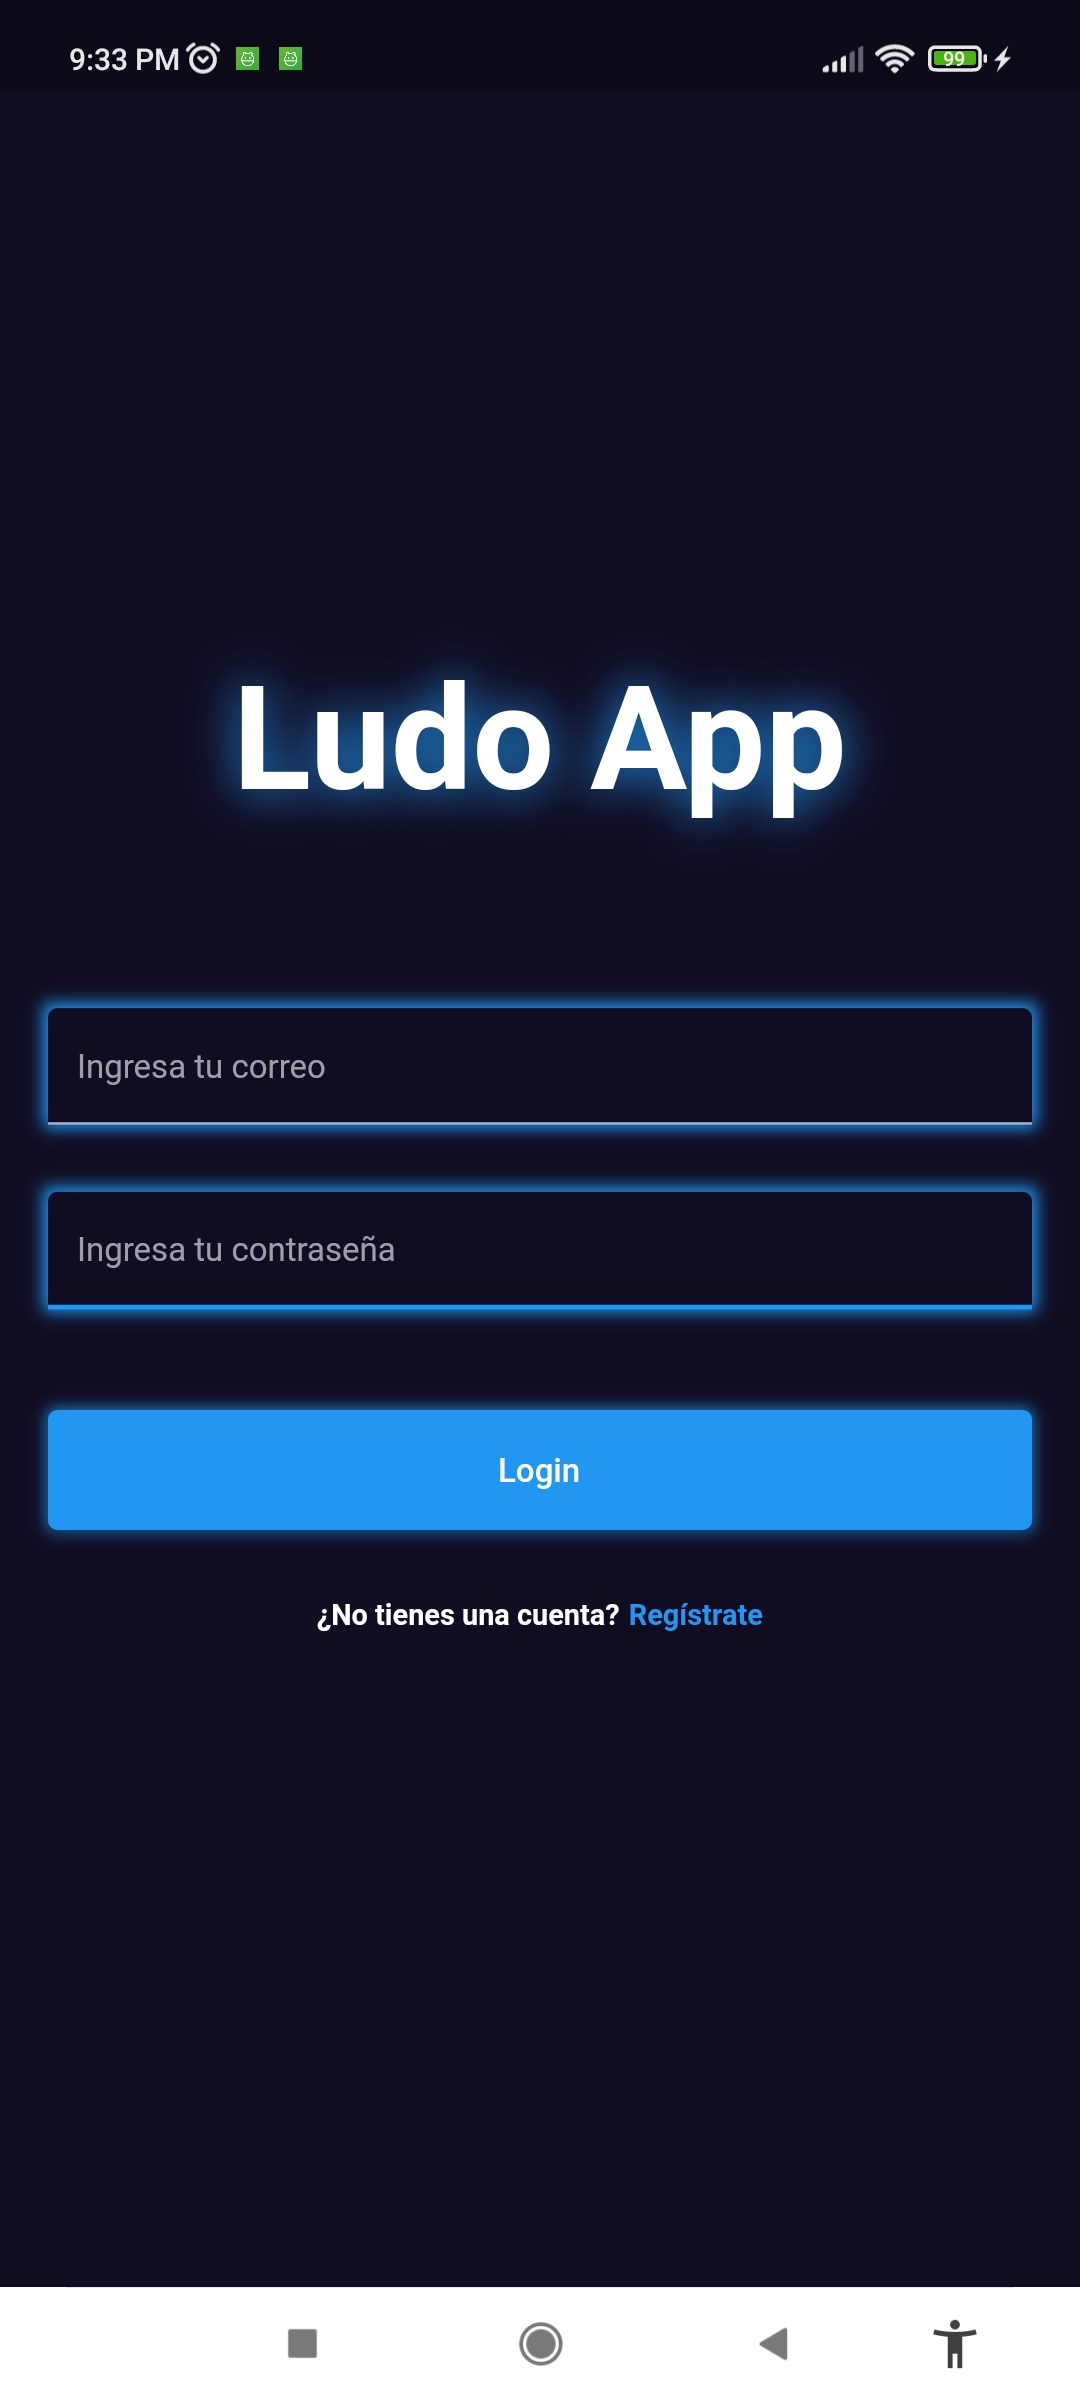 9:33 PM 99
Ludo App
Ingresa tu correo
Ingresa tu contraseña
Login
¿No tienes una cuenta? Regístrate